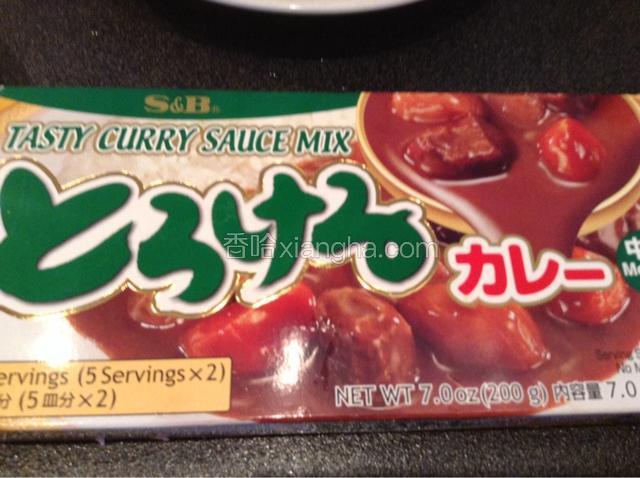 S&B®
TASTY CURRY SAUCE MIX
とろける
カレー
中
M
香哈xiangha.com
ervings (5 Servings×2)
分 (5皿分×2)
NET WT 7.0 oz (200 g) 内容量 7.0
Serving
No M